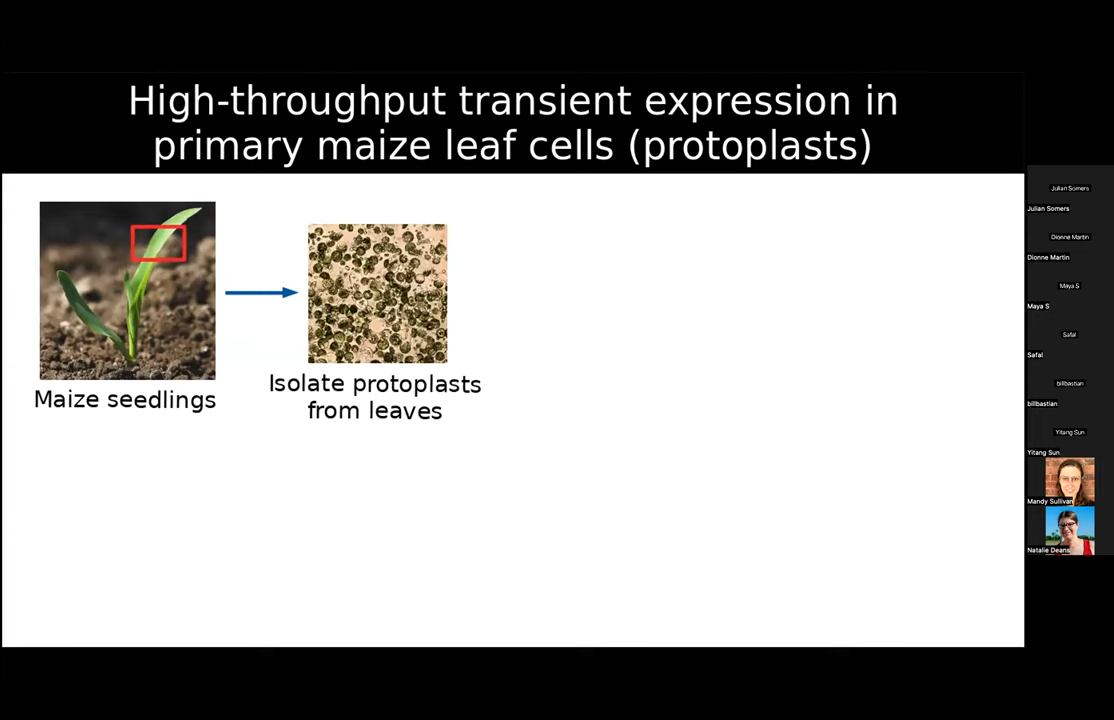 High-throughput transient expression in
primary maize leaf cells (protoplasts)
Maize seedlings
Isolate protoplasts
from leaves
Julian Somers
Julian Somers
Dionne Martin
Dionne Martin
Maya S
Maya S
Safal
Safal
billbastian
billbastian
Yitang Sun
Yitang Sun
Mandy Sullivan
Natalie Deans